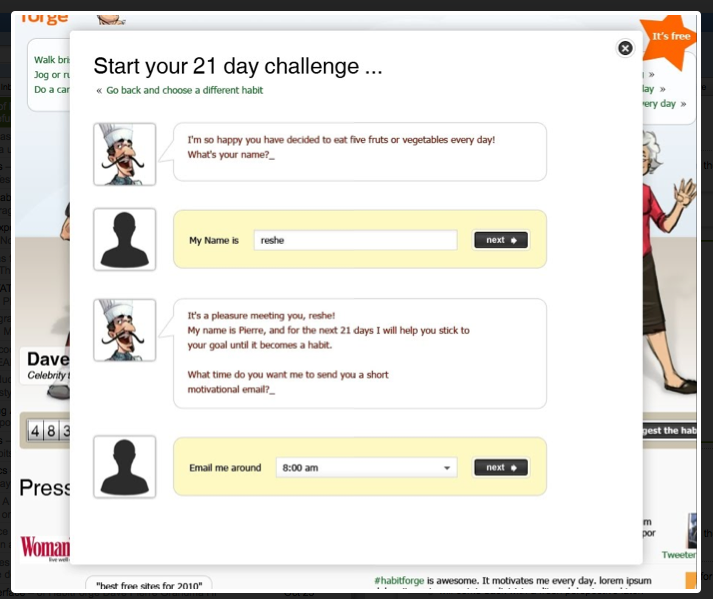 forge
It's free
Walk bri
Jog or ru
Do a car
»
lay »
very day »
Start your 21 day challenge ...
« Go back and choose a different habit
I'm so happy you have decided to eat five fruts or vegetables every day!
What's your name?_
My Name is reshe next
It's a pleasure meeting you, reshe!
My name is Pierre, and for the next 21 days I will help you stick to
your goal until it becomes a habit.
What time do you want me to send you a short
motivational email?_
Email me around 8:00 am next
Dave
Celebrity t
4 8 3
gest the hab
Press
Woman
live well
m
por
Tweeter
"best free sites for 2010"
#habitforge is awesome. It motivates me every day. lorem ipsum